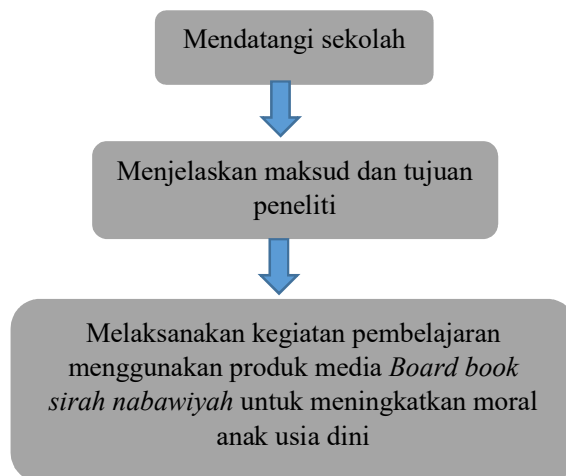 Mendatangi sekolah
Menjelaskan maksud dan tujuan
peneliti
Melaksanakan kegiatan pembelajaran
menggunakan produk media Board book
sirah nabawiyah untuk meningkatkan moral
anak usia dini